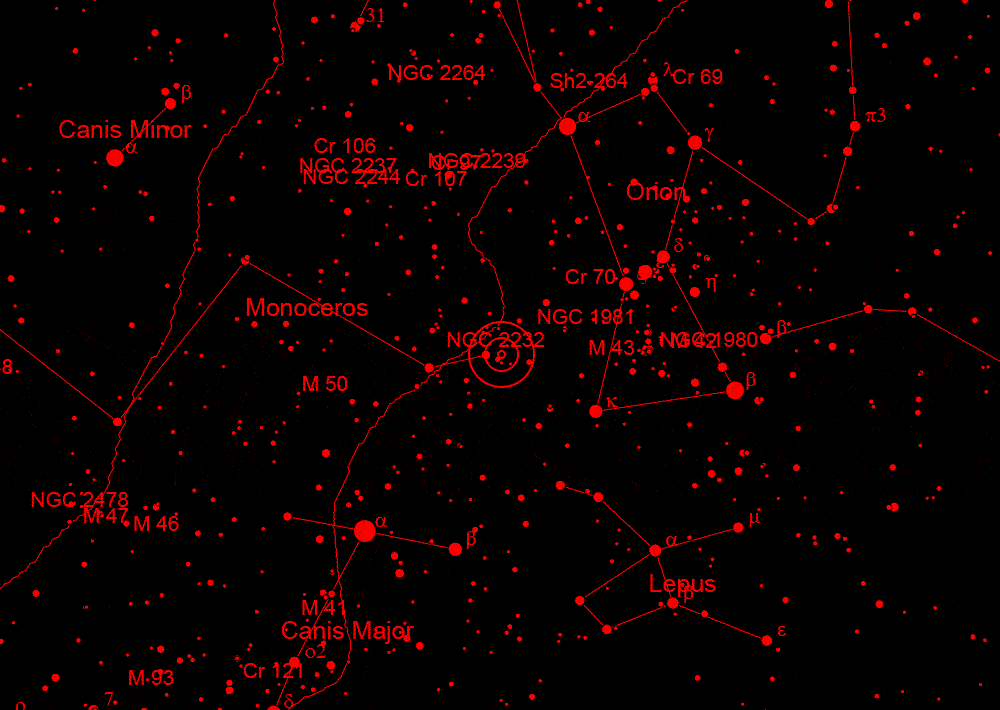 31
NGC 2264
Sh2-264
λ
Cr 69
β
α
π3
Canis Minor
α
γ
Cr 106
NGC 2237
NGC 2239
NGC 2244
Cr 107
Orion
δ
Cr 70
η
Monoceros
NGC 1981
β
NGC 2232
M 43
NGC 1980
8
M 50
β
κ
NGC 2478
M 47
M 46
α
μ
β
α
Lepus
β
M 41
Canis Major
ε
ο2
Cr 121
M 93
7
δ
ο